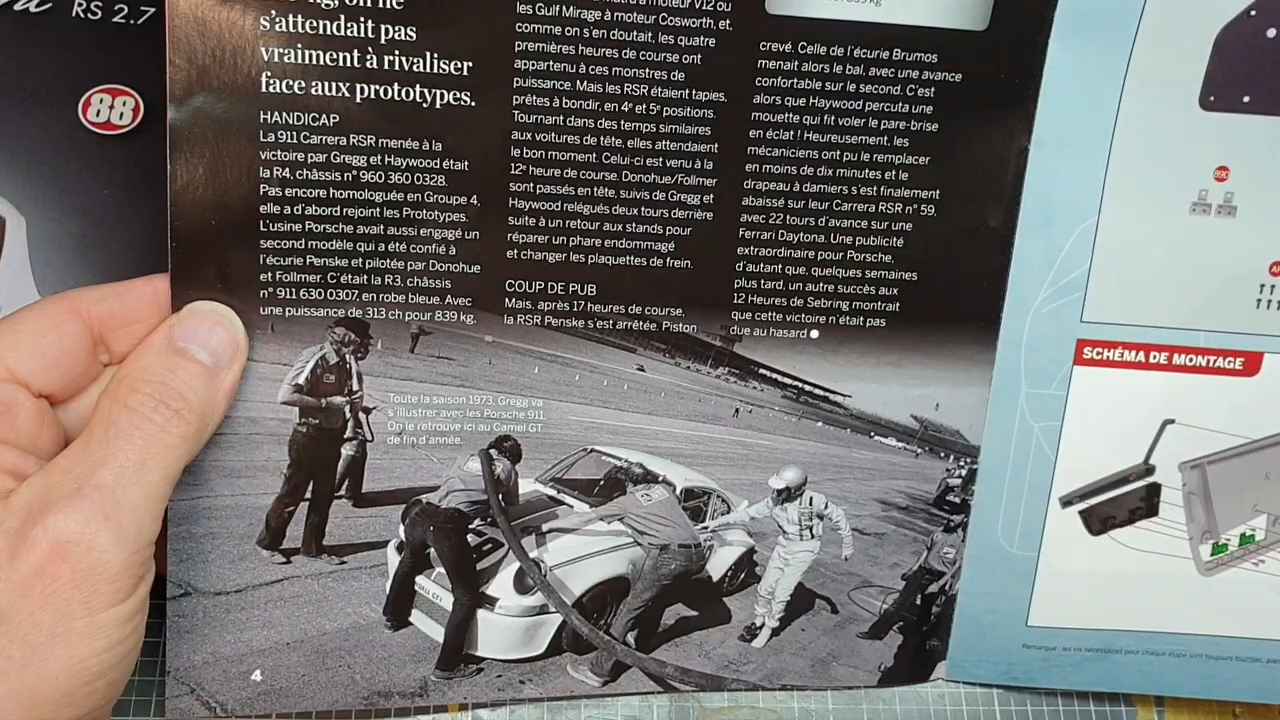 RS 2.7
88
s'attendait pas
vraiment à rivaliser
face aux prototypes.
HANDICAP
La 911 Carrera RSR menée à la
victoire par Gregg et Haywood était
la R4, châssis n° 960 360 0328.
Pas encore homologuée en Groupe 4,
elle a d'abord rejoint les Prototypes.
L'usine Porsche avait aussi engagé un
second modèle qui a été confié à
l'écurie Penske et pilotée par Donohue
et Follmer. C'était la R3, châssis
n° 911 630 0307, en robe bleue. Avec
une puissance de 313 ch pour 839 kg,
moteur V12 ou
les Gulf Mirage à moteur Cosworth, et,
comme on s'en doutait, les quatre
premières heures de course ont
appartenu à ces monstres de
puissance. Mais les RSR étaient tapies,
prêtes à bondir, en 4e et 5e positions.
Tournant dans des temps similaires
aux voitures de tête, elles attendaient
le bon moment. Celui-ci est venu à la
12e heure de course. Donohue/Follmer
sont passés en tête, suivis de Gregg et
Haywood relégués deux tours derrière
suite à un retour aux stands pour
réparer un phare endommagé
et changer les plaquettes de frein.
COUP DE PUB
Mais, après 17 heures de course,
la RSR Penske s'est arrêtée. Piston
crevé. Celle de l'écurie Brumos
menait alors le bal, avec une avance
confortable sur le second. C'est
alors que Haywood percuta une
mouette qui fit voler le pare-brise
en éclat ! Heureusement, les
mécaniciens ont pu le remplacer
en moins de dix minutes et le
drapeau à damiers s'est finalement
abaissé sur leur Carrera RSR n° 59,
avec 22 tours d'avance sur une
Ferrari Daytona. Une publicité
extraordinaire pour Porsche,
d'autant que, quelques semaines
plus tard, un autre succès aux
12 Heures de Sebring montrait
que cette victoire n'était pas
due au hasard
Toute la saison 1973, Gregg va
s'illustrer avec les Porsche 911.
On le retrouve ici au Camel GT
de fin d'année.
4
890
SCHÉMA DE MONTAGE
Remarque : les vis nécessaires pour chaque étape sont toujours fournies, avec